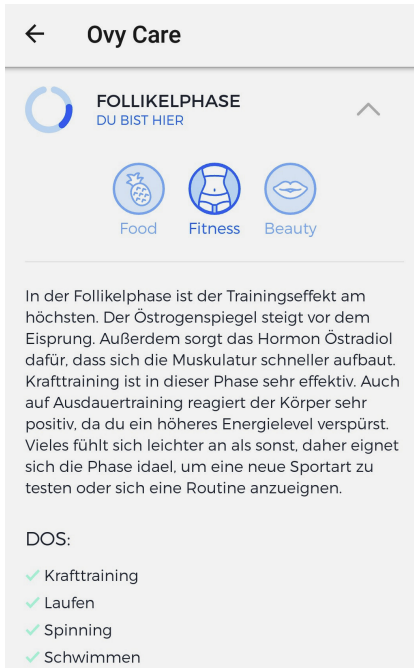 Ovy Care
FOLLIKELPHASE
DU BIST HIER
Food
Fitness
Beauty
In der Follikelphase ist der Trainingseffekt am
höchsten. Der Östrogenspiegel steigt vor dem
Eisprung. Außerdem sorgt das Hormon Östradiol
dafür, dass sich die Muskulatur schneller aufbaut.
Krafttraining ist in dieser Phase sehr effektiv. Auch
auf Ausdauertraining reagiert der Körper sehr
positiv, da du ein höheres Energielevel verspürst.
Vieles fühlt sich leichter an als sonst, daher eignet
sich die Phase idael, um eine neue Sportart zu
testen oder sich eine Routine anzueignen.
DOS:
Krafttraining
Laufen
Spinning
Schwimmen